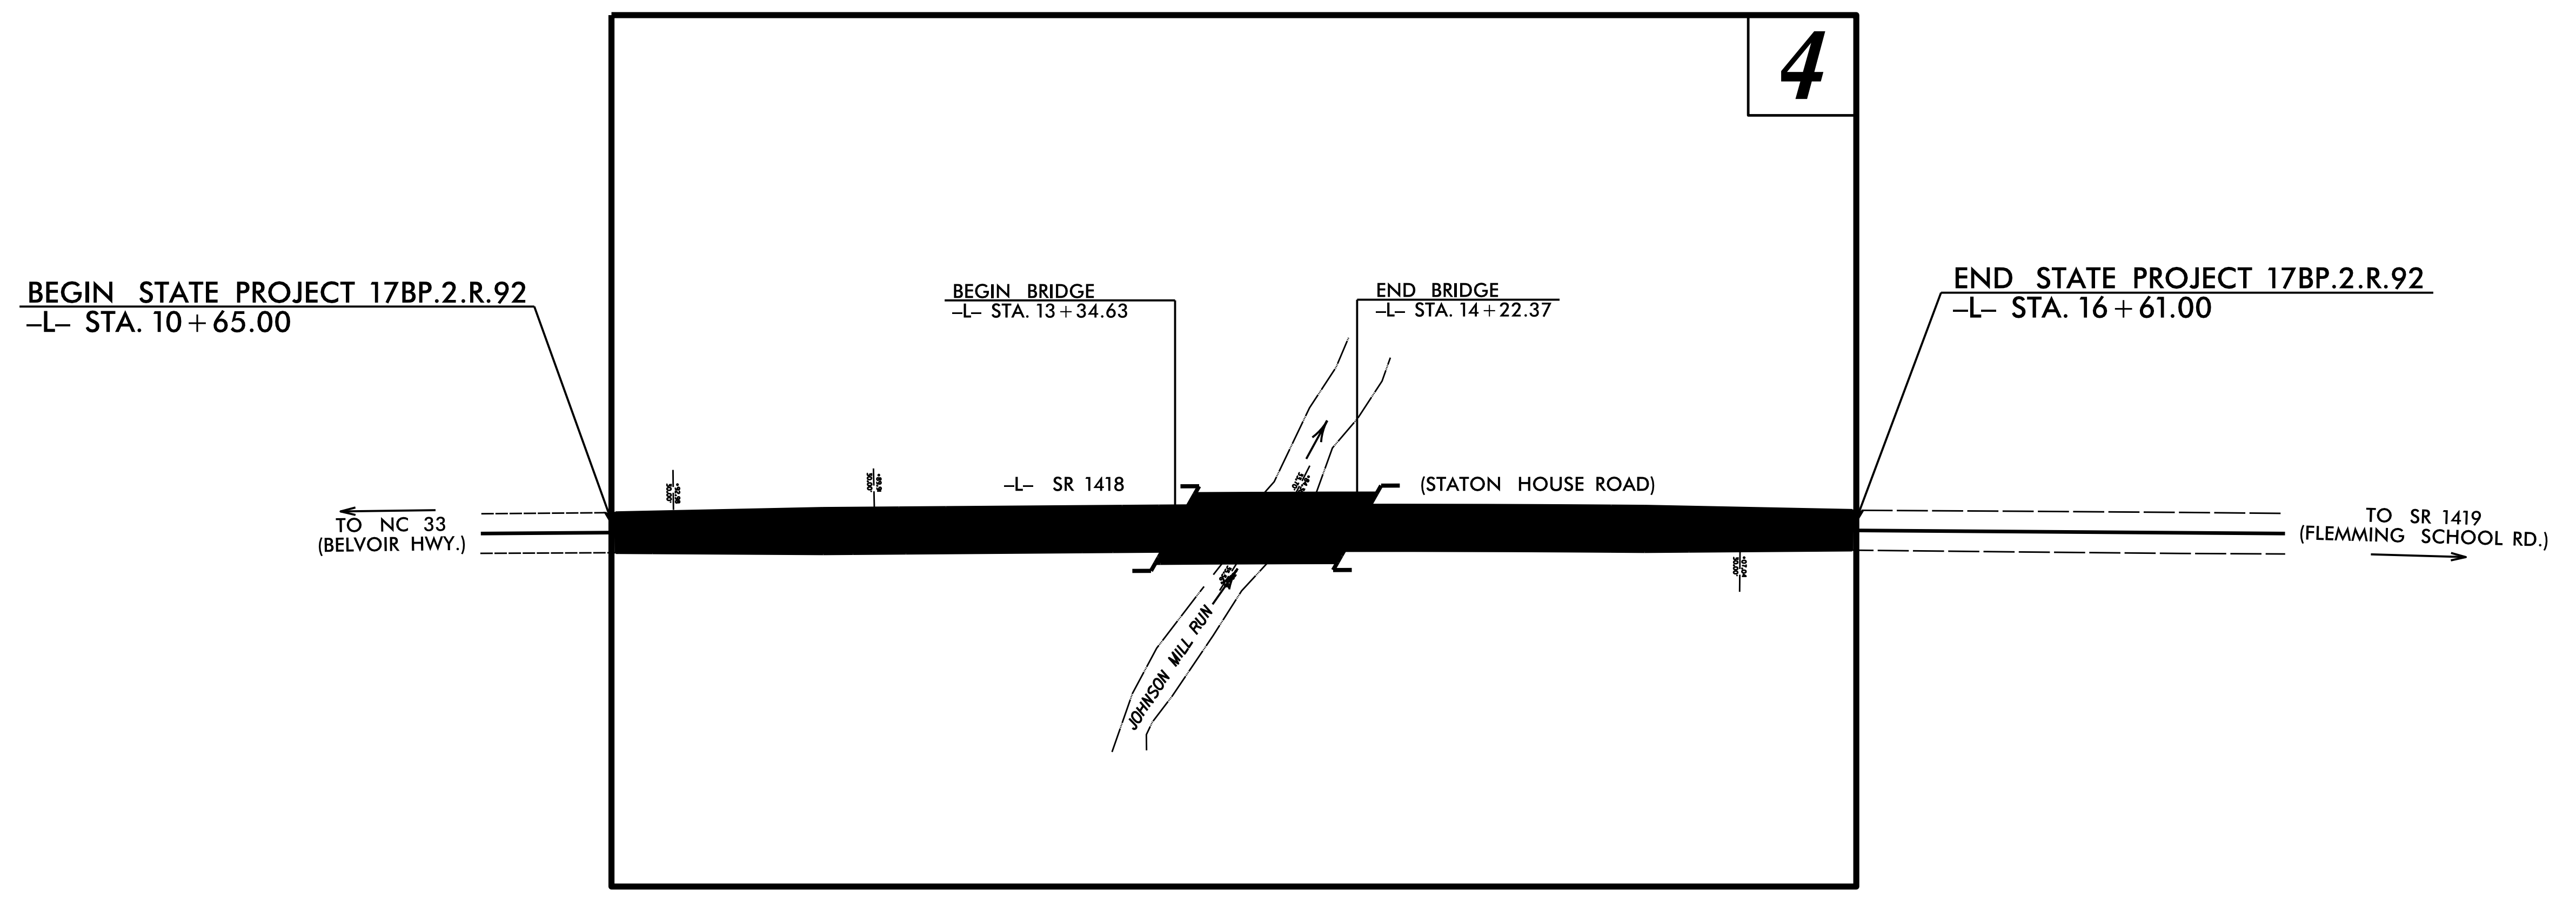 4
BEGIN STATE PROJECT 17BP.2.R.92
–L– STA. 10+65.00
BEGIN BRIDGE
–L– STA. 13+34.63
END BRIDGE
–L– STA. 14+22.37
END STATE PROJECT 17BP.2.R.92
–L– STA. 16+61.00
–L– SR 1418
(STATON HOUSE ROAD)
TO NC 33
(BELVOIR HWY.)
TO SR 1419
(FLEMMING SCHOOL RD.)
JOHNSON MILL RUN